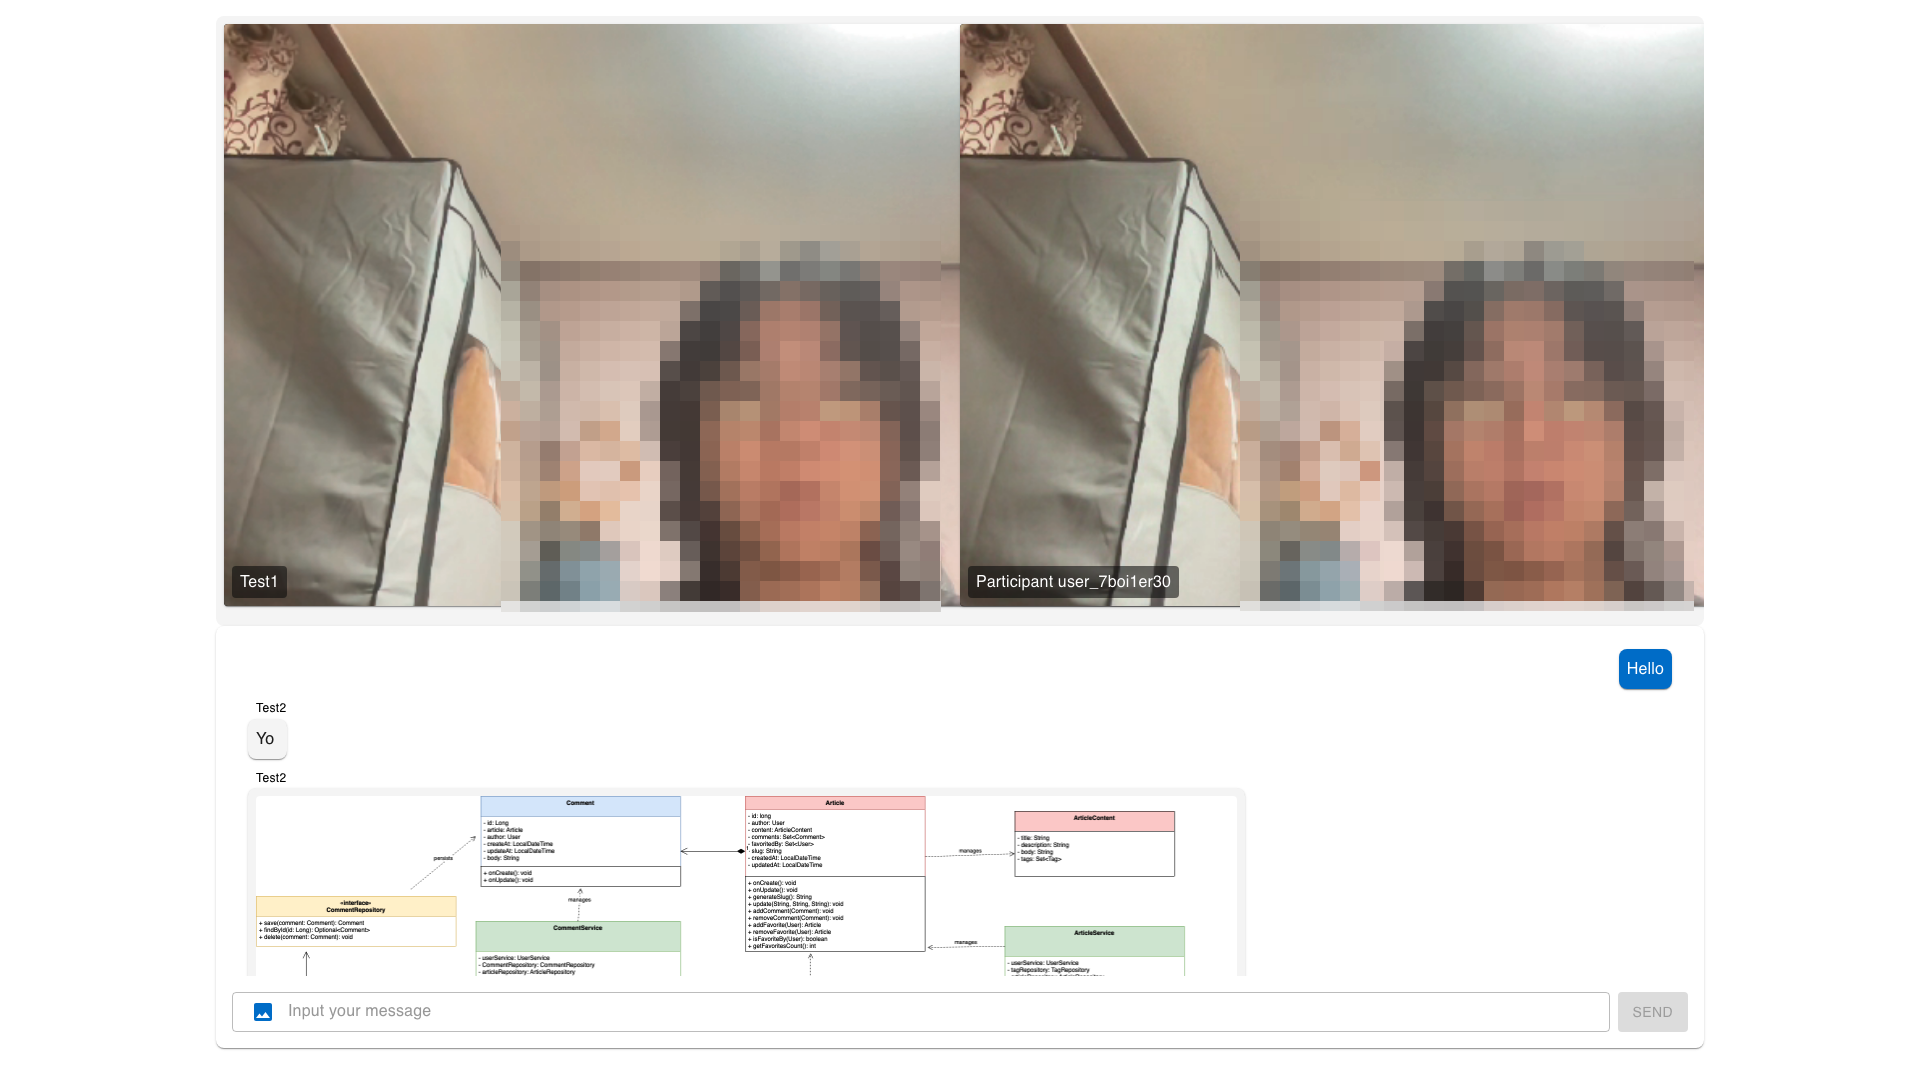 Test1
Participant user_7boi1er30
Hello
Test2
Yo
Test2
Comment
- id: Long
- article: Article
- author: User
- createAt: LocalDateTime
- updateAt: LocalDateTime
- body: String
+ onCreate(): void
+ onUpdate(): void
Article
- id: long
- author: User
- content: ArticleContent
- comments: Set<Comment>
- favoritedBy: Set<User>
- slug: String
- createdAt: LocalDateTime
- updatedAt: LocalDateTime
+ onCreate(): void
+ onUpdate(): void
+ generateSlug(): String
+ update(String, String, String): void
+ addComment(Comment): void
+ removeComment(Comment): void
+ addFavorite(User): Article
+ removeFavorite(User): Article
+ isFavoriteBy(User): boolean
+ getFavoritesCount(): int
ArticleContent
- title: String
- description: String
- body: String
- tags: Set<Tag>
persists
manages
manages
manages
<interface>
CommentRepository
+ save(comment: Comment): Comment
+ findById(id: Long): Optional<Comment>
+ delete(comment: Comment): void
CommentService
- userService: UserService
- CommentRepository: CommentRepository
- articleRepository: ArticleRepository
ArticleService
- userService: UserService
- tagRepository: TagRepository
Input your message
SEND